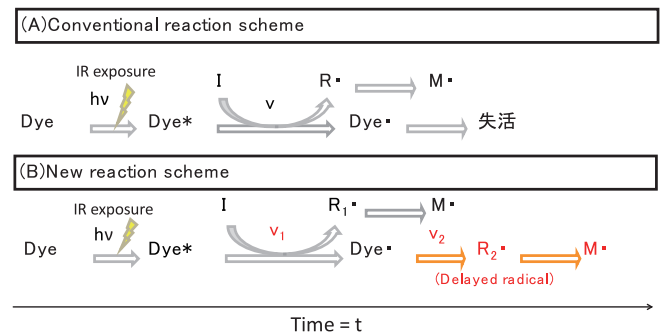 (A)Conventional reaction scheme
IR exposure
I R▪ M▪
hν
v
Dye Dye* Dye▪ 失活
(B)New reaction scheme
IR exposure
I R₁▪ M▪
hν
v₁ v₂
Dye Dye* Dye▪ R₂▪ M▪
(Delayed radical)
Time = t